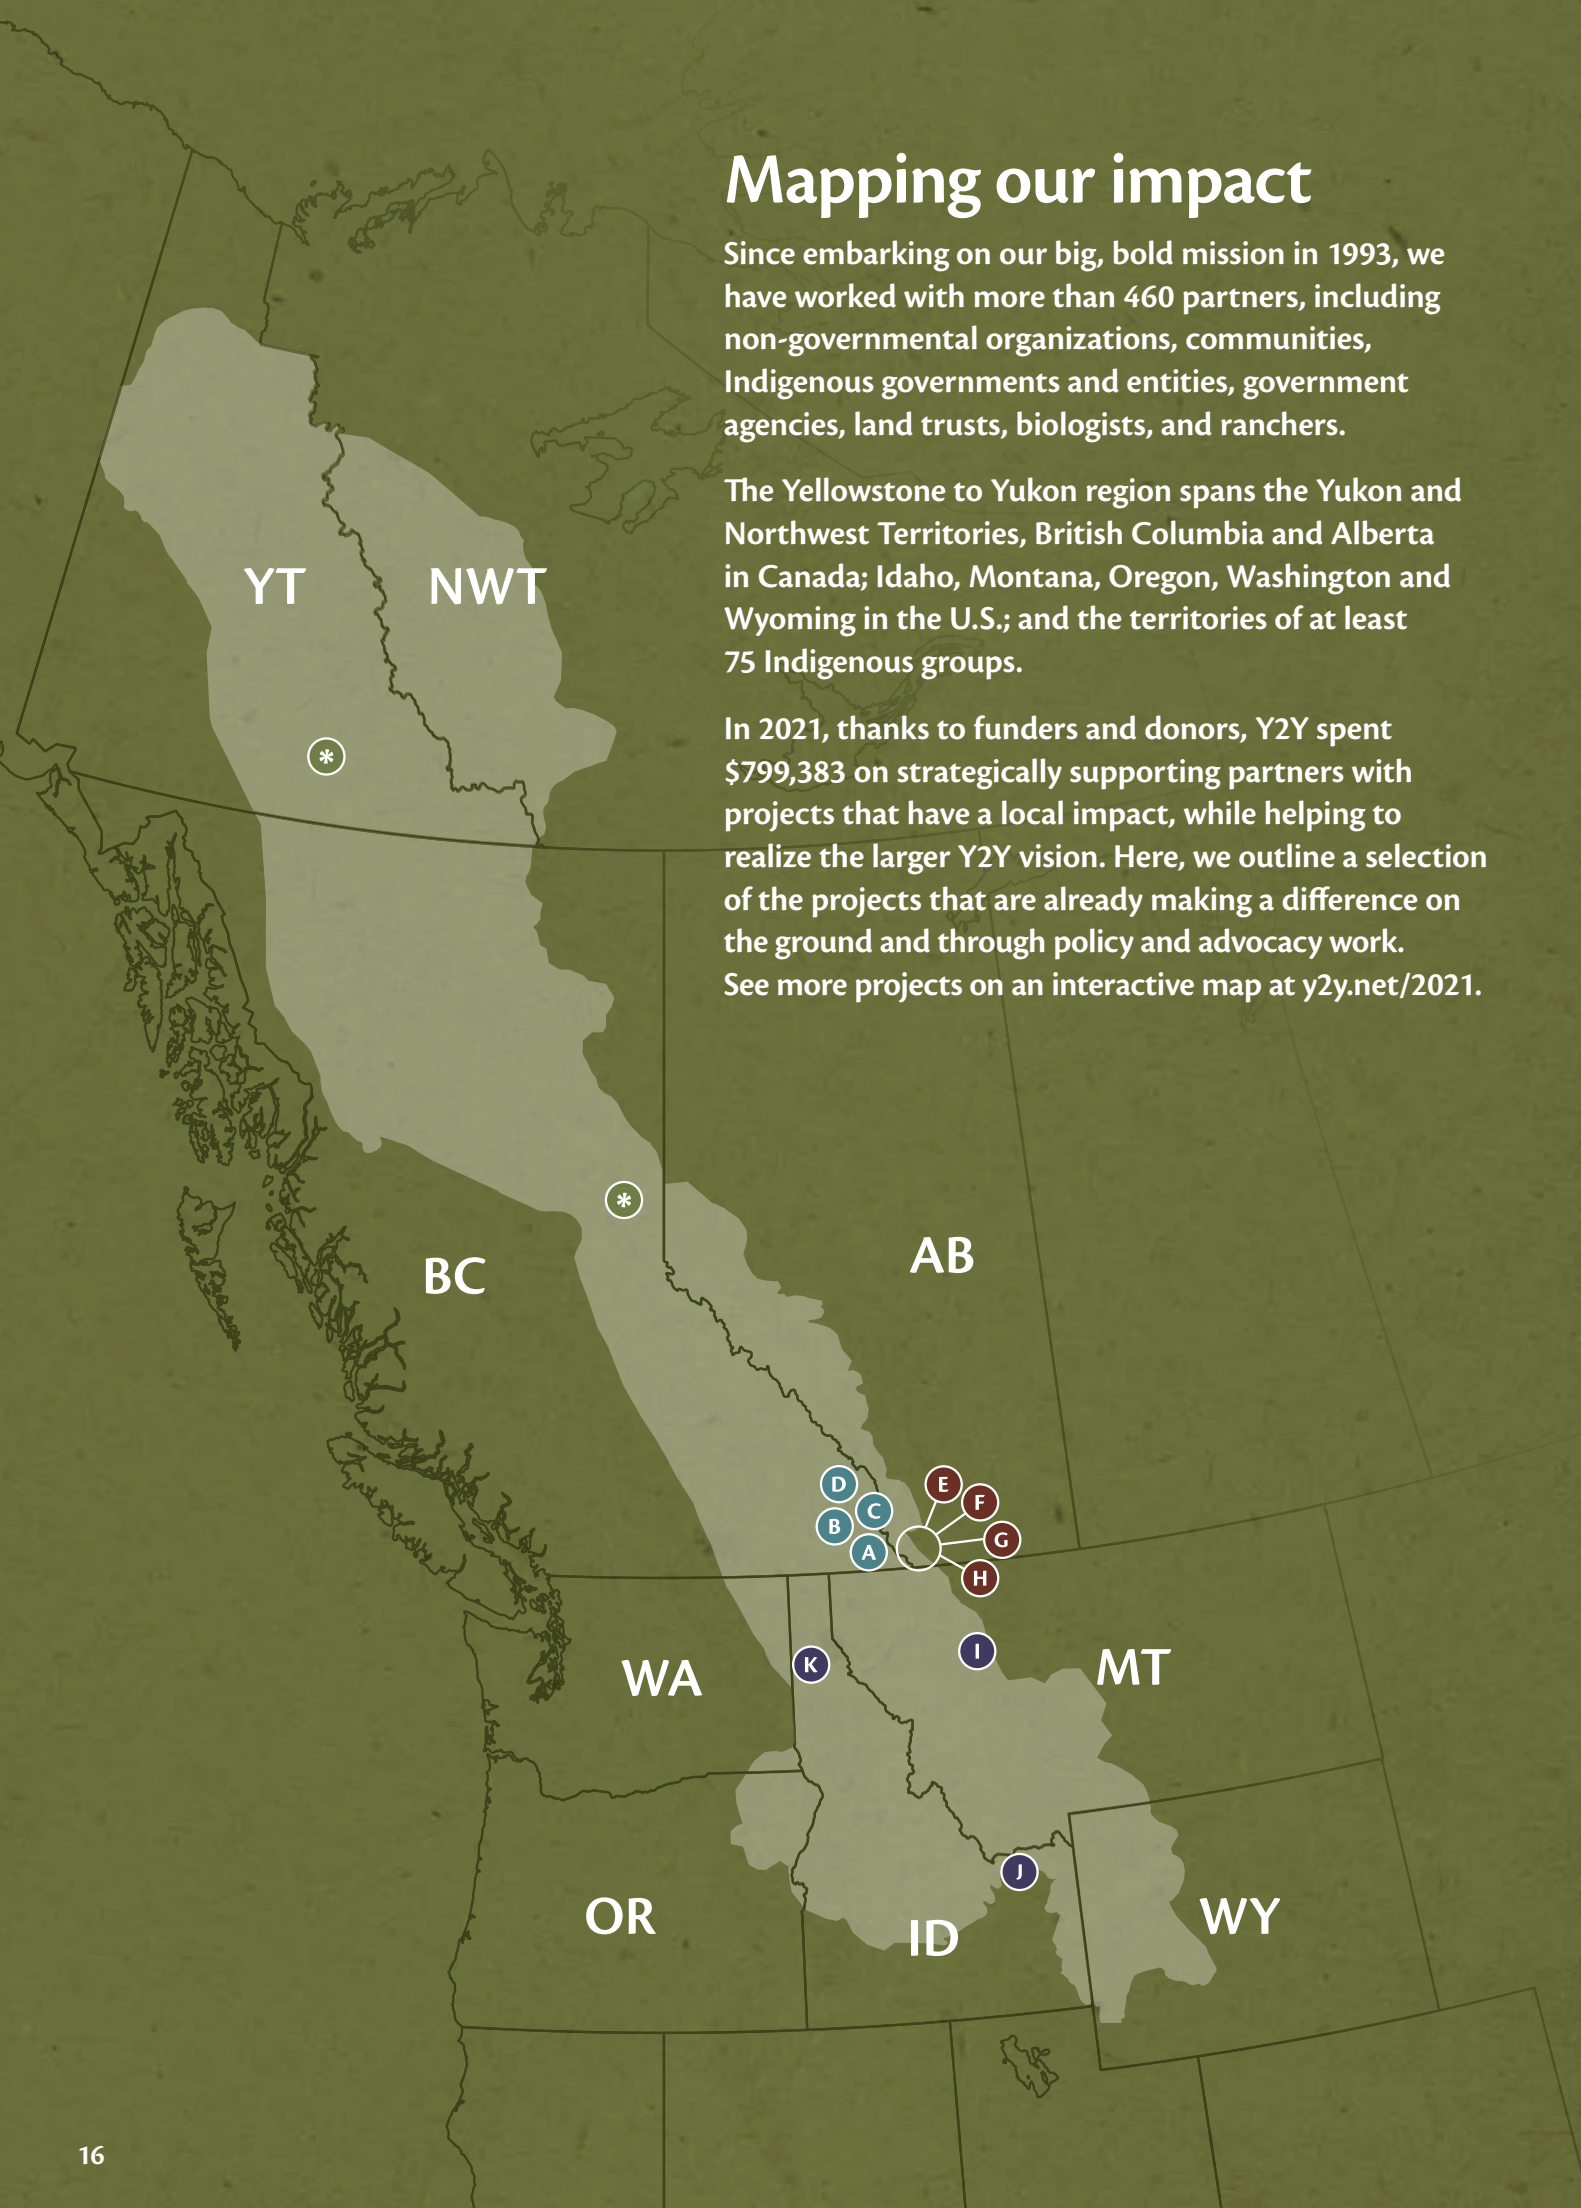 Mapping our impact
Since embarking on our big, bold mission in 1993, we
have worked with more than 460 partners, including
non-governmental organizations, communities,
Indigenous governments and entities, government
agencies, land trusts, biologists, and ranchers.
The Yellowstone to Yukon region spans the Yukon and
Northwest Territories, British Columbia and Alberta
in Canada; Idaho, Montana, Oregon, Washington and
Wyoming in the U.S.; and the territories of at least
75 Indigenous groups.
In 2021, thanks to funders and donors, Y2Y spent
$799,383 on strategically supporting partners with
projects that have a local impact, while helping to
realize the larger Y2Y vision. Here, we outline a selection
of the projects that are already making a difference on
the ground and through policy and advocacy work.
See more projects on an interactive map at y2y.net/2021.
YT
NWT
*
*
BC
AB
D
C
B
A
E
F
G
H
I
K
WA
MT
J
OR
ID
WY
16